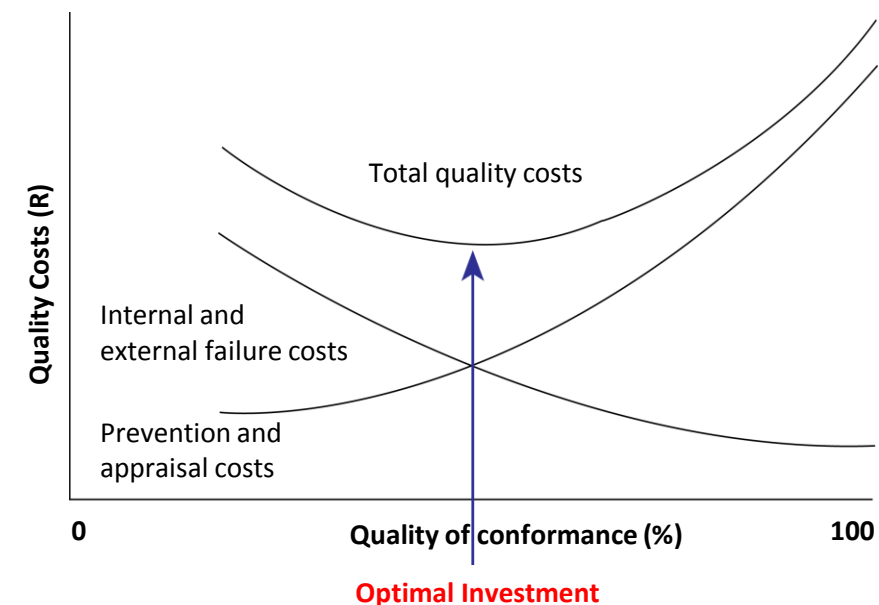 Total quality costs
Quality Costs (R)
Internal and
external failure costs
Prevention and
appraisal costs
0
Quality of conformance (%)
100
Optimal Investment